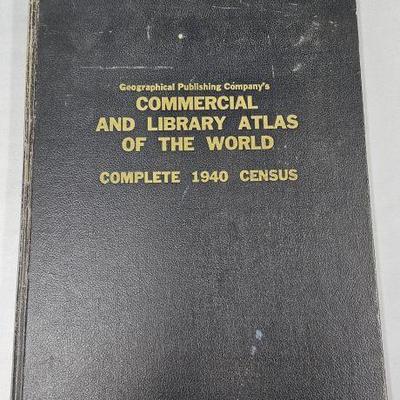 Geographical Publishing Company's
COMMERCIAL
AND LIBRARY ATLAS
OF THE WORLD
COMPLETE 1940 CENSUS